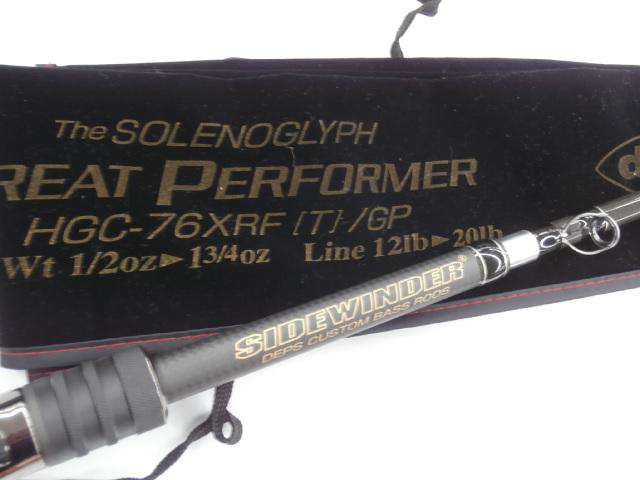 The SOLENOGLYPH
REAT PERFORMER
HGC-76XRF [T]-/GP
Wt 1/2oz►13/4oz Line 12lb►20lb
d
SIDEWINDER®
DEPS CUSTOM BASS RODS